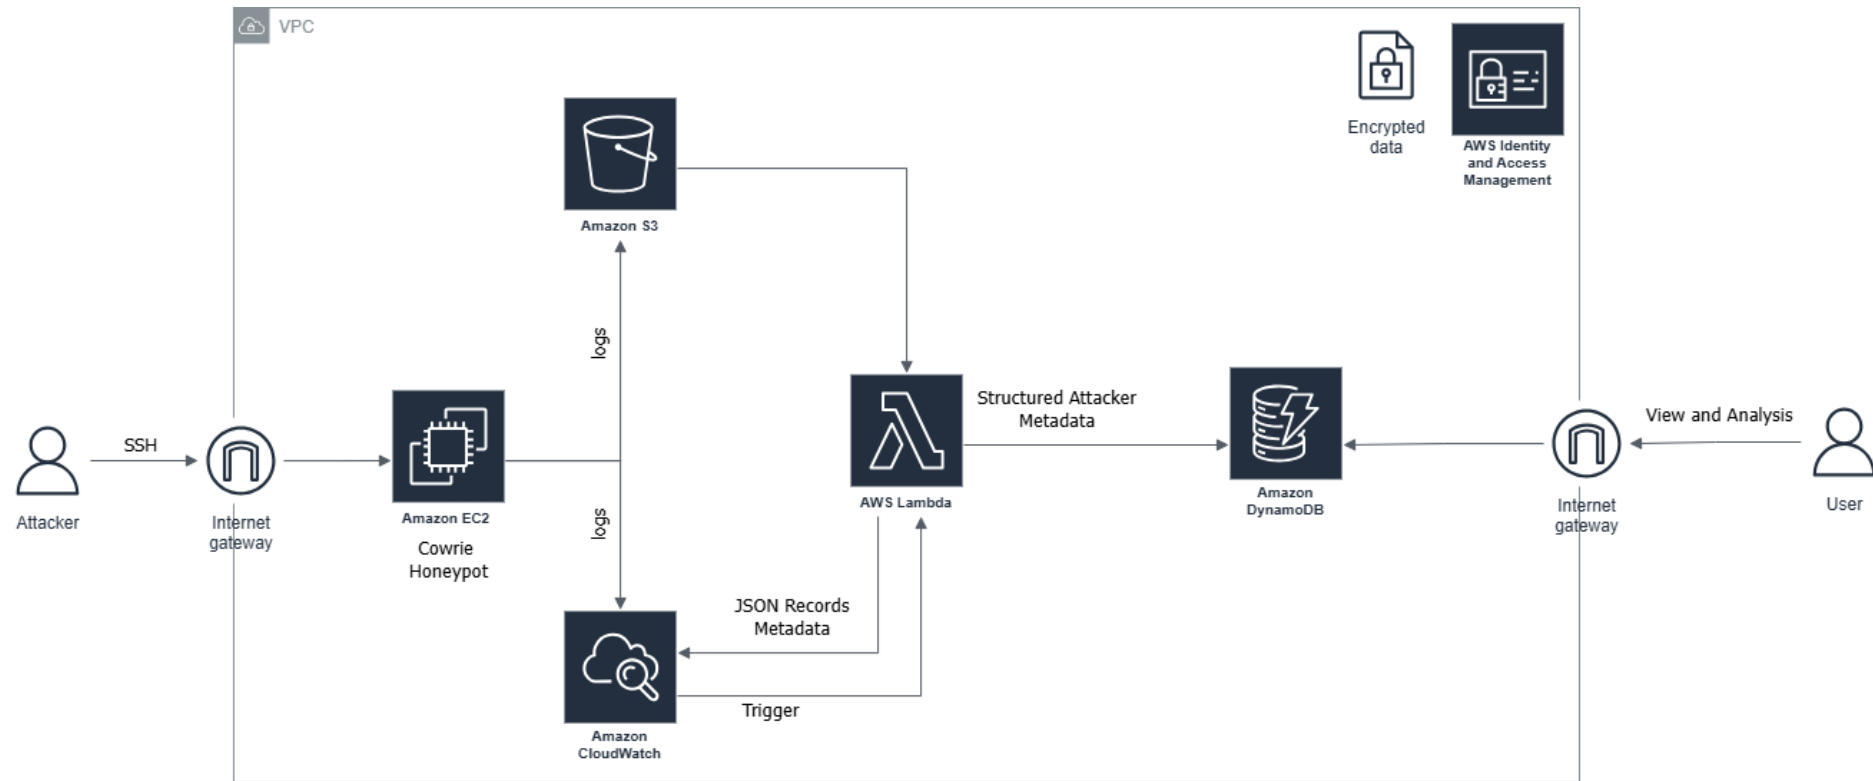 VPC
Encrypted
data
AWS Identity
and Access
Management
Amazon S3
logs
logs
SSH
Attacker
Internet
gateway
Amazon EC2
Cowrie
Honeypot
AWS Lambda
Structured Attacker
Metadata
Amazon
DynamoDB
View and Analysis
Internet
gateway
User
JSON Records
Metadata
Trigger
Amazon
CloudWatch